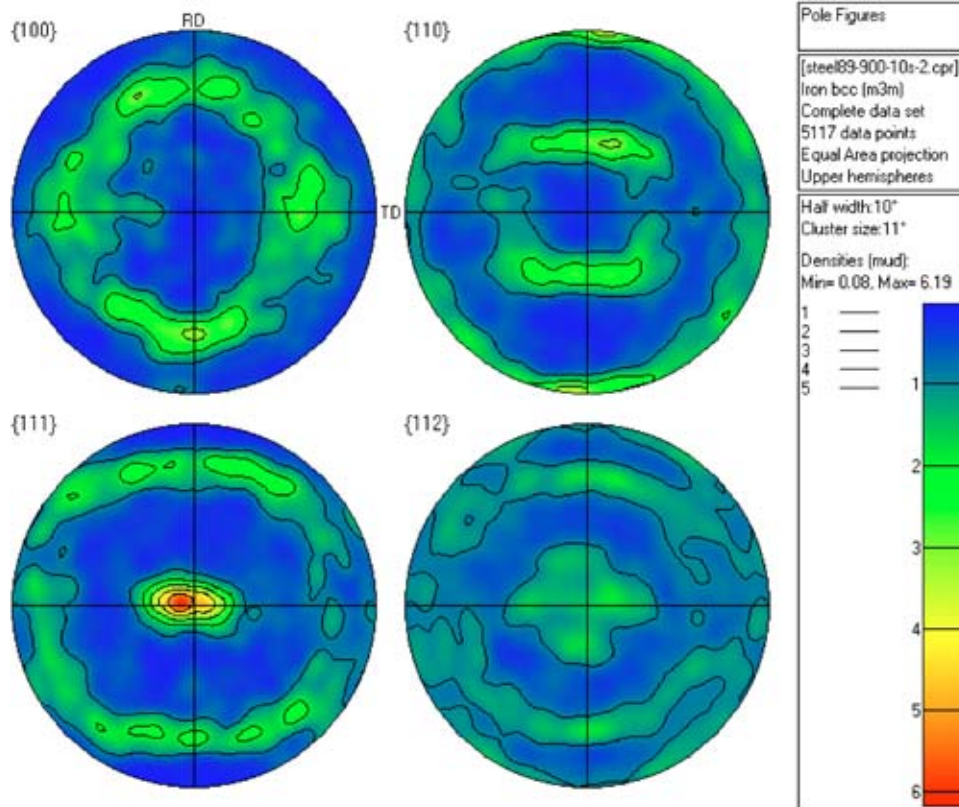 {100}
RD
TD
{110}
{111}
{112}
Pole Figures
[steel89-900-10s-2.cpr]
Iron bcc (m3m)
Complete data set
5117 data points
Equal Area projection
Upper hemispheres
Half width:10°
Cluster size:11°
Densities (mud):
Min= 0.08, Max= 6.19
1
2
3
4
5
1
2
3
4
5
6